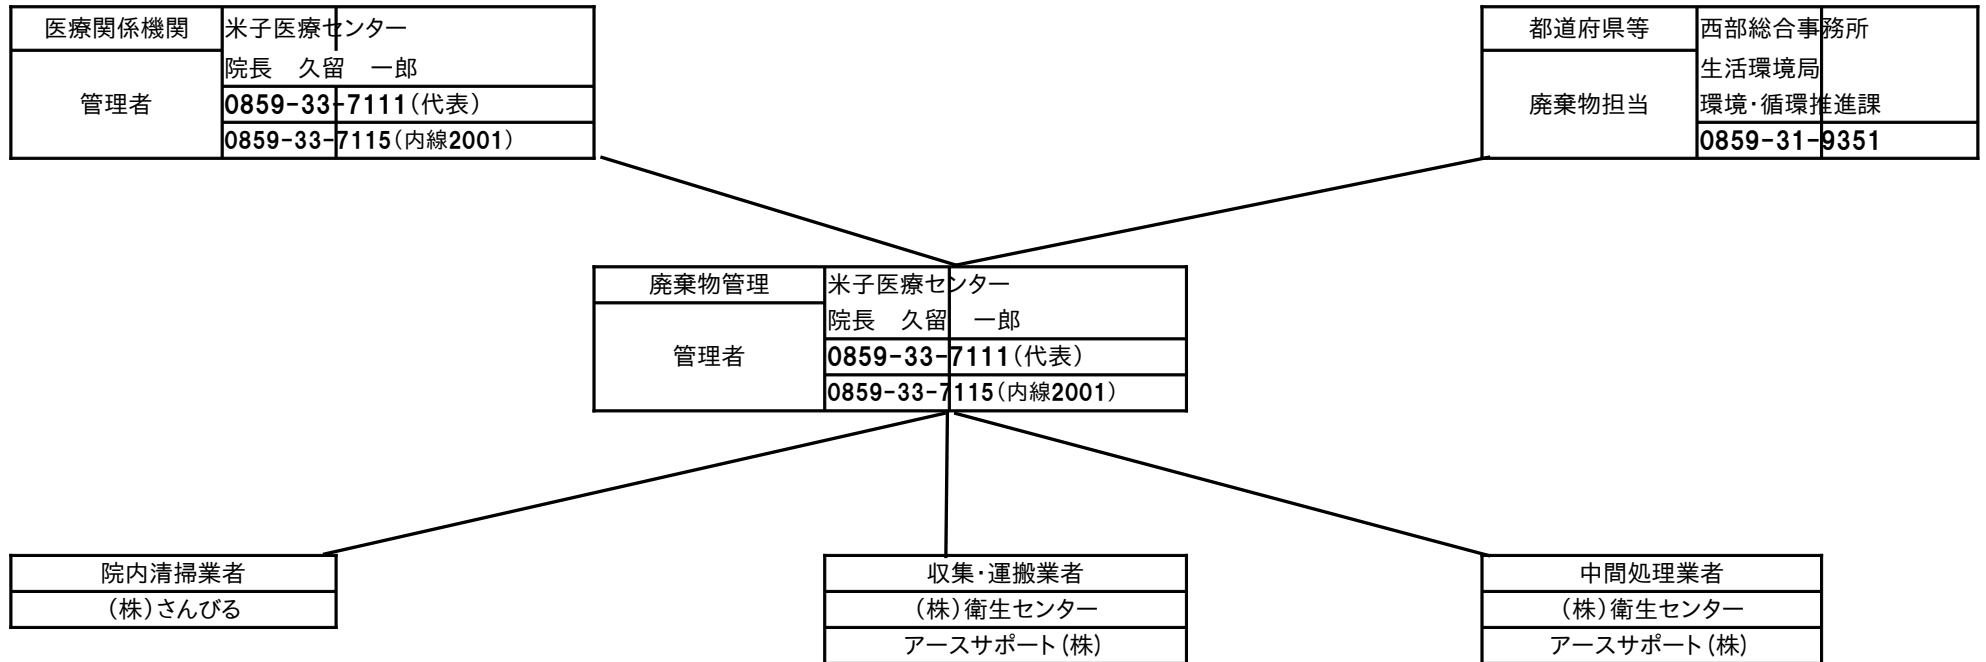 医療関係機関
米子医療センター
院長　久留　一郎
管理者
0859-33-7111(代表)
0859-33-7115(内線2001)
都道府県等
西部総合事務所
生活環境局
廃棄物担当
環境・循環推進課
0859-31-9351
廃棄物管理
米子医療センター
院長　久留　一郎
管理者
0859-33-7111(代表)
0859-33-7115(内線2001)
院内清掃業者
(株)さんびる
収集・運搬業者
(株)衛生センター
アースサポート(株)
中間処理業者
(株)衛生センター
アースサポート(株)